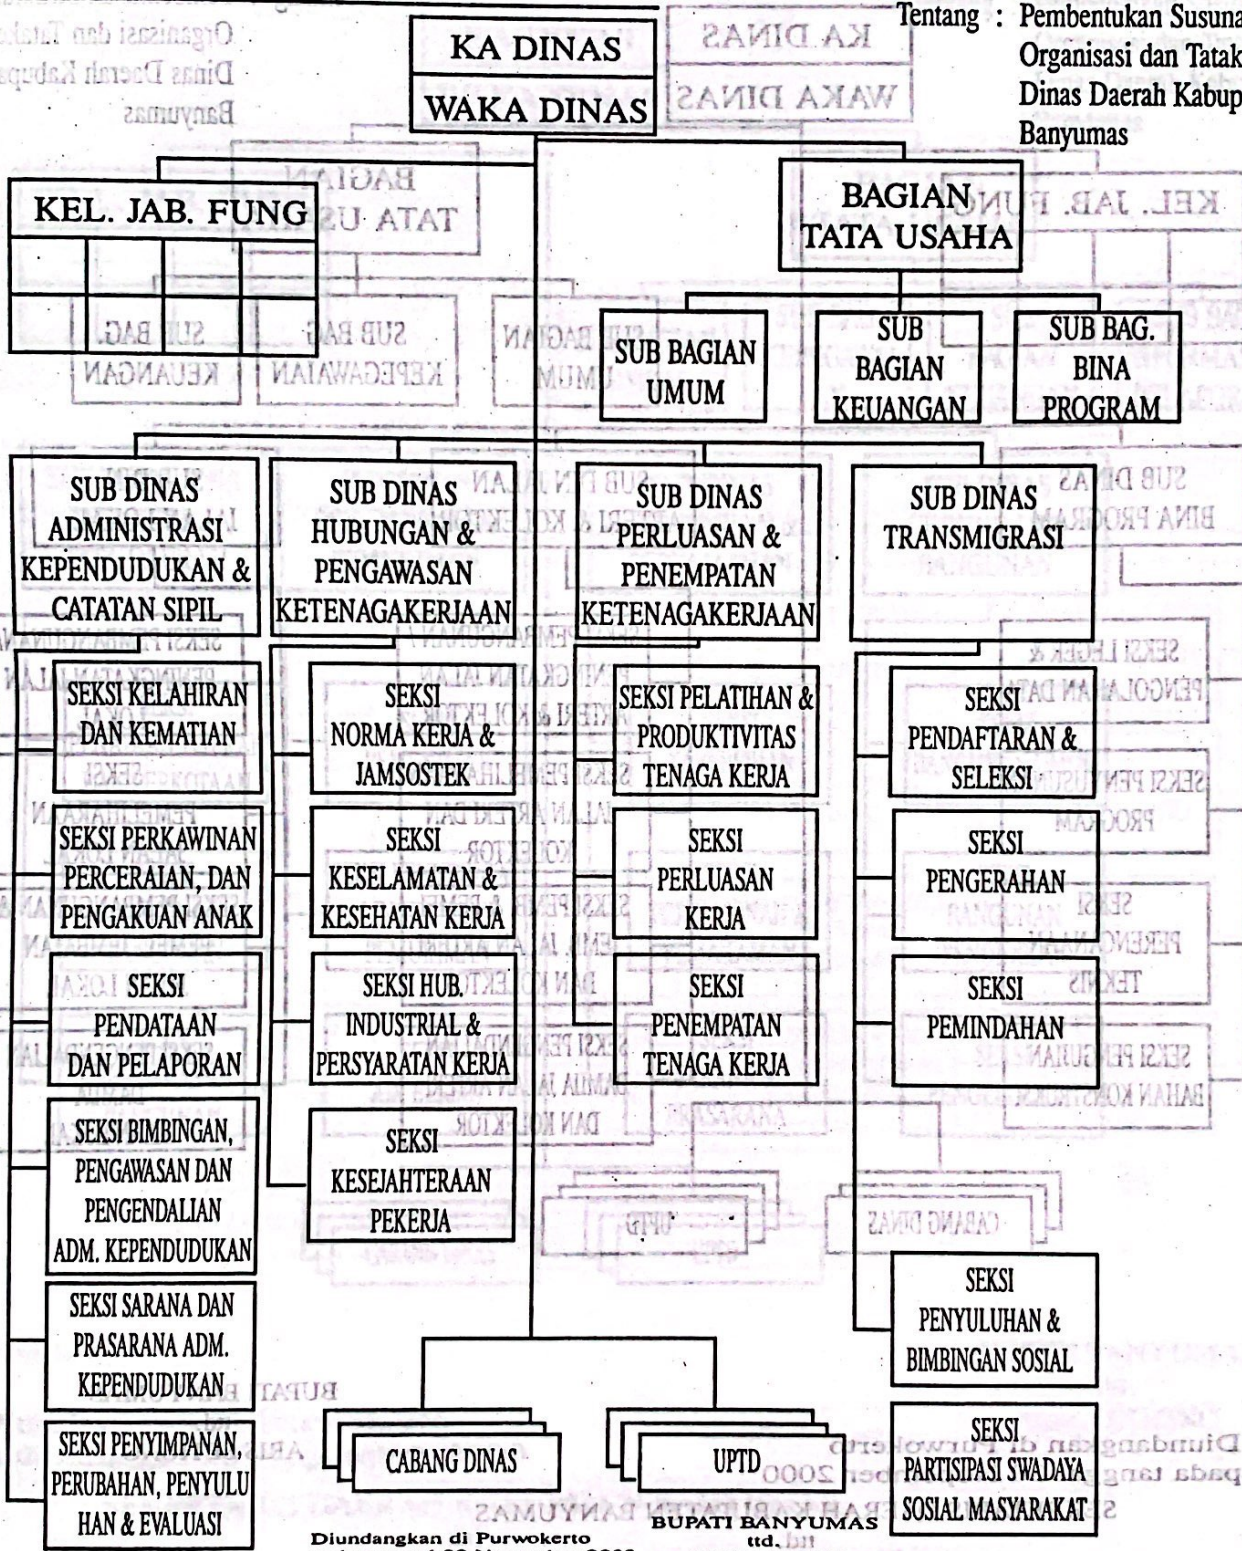 Tentang : Pembentukan Susuna
Organisasi dan Tatak
Dinas Daerah Kabup
Banyumas
KA DINAS
WAKA DINAS
KEL. JAB. FUNG
BAGIAN
TATA USAHA
SUB BAGIAN
UMUM
SUB
BAGIAN
KEUANGAN
SUB BAG.
BINA
PROGRAM
SUB DINAS
ADMINISTRASI
KEPENDUDUKAN &
CATATAN SIPIL
SEKSI KELAHIRAN
DAN KEMATIAN
SEKSI PERKAWINAN
PERCERAIAN, DAN
PENGAKUAN ANAK
SEKSI
PENDATAAN
DAN PELAPORAN
SEKSI BIMBINGAN,
PENGAWASAN DAN
PENGENDALIAN
ADM. KEPENDUDUKAN
SEKSI SARANA DAN
PRASARANA ADM.
KEPENDUDUKAN
SEKSI PENYIMPANAN,
PERUBAHAN, PENYULU
HAN & EVALUASI
SUB DINAS
HUBUNGAN &
PENGAWASAN
KETENAGAKERJAAN
SEKSI
NORMA KERJA &
JAMSOSTEK
SEKSI
KESELAMATAN &
KESEHATAN KERJA
SEKSI HUB.
INDUSTRIAL &
PERSYARATAN KERJA
SEKSI
KESEJAHTERAAN
PEKERJA
SUB DINAS
PERLUASAN &
PENEMPATAN
KETENAGAKERJAAN
SEKSI PELATIHAN &
PRODUKTIVITAS
TENAGA KERJA
SEKSI
PERLUASAN
KERJA
SEKSI
PENEMPATAN
TENAGA KERJA
SUB DINAS
TRANSMIGRASI
SEKSI
PENDAFTARAN &
SELEKSI
SEKSI
PENGERAHAN
SEKSI
PEMINDAHAN
SEKSI
PENYULUHAN &
BIMBINGAN SOSIAL
SEKSI
PARTISIPASI SWADAYA
SOSIAL MASYARAKAT
CABANG DINAS
UPTD
Diundangkan di Purwokerto
BUPATI BANYUMAS
ttd.